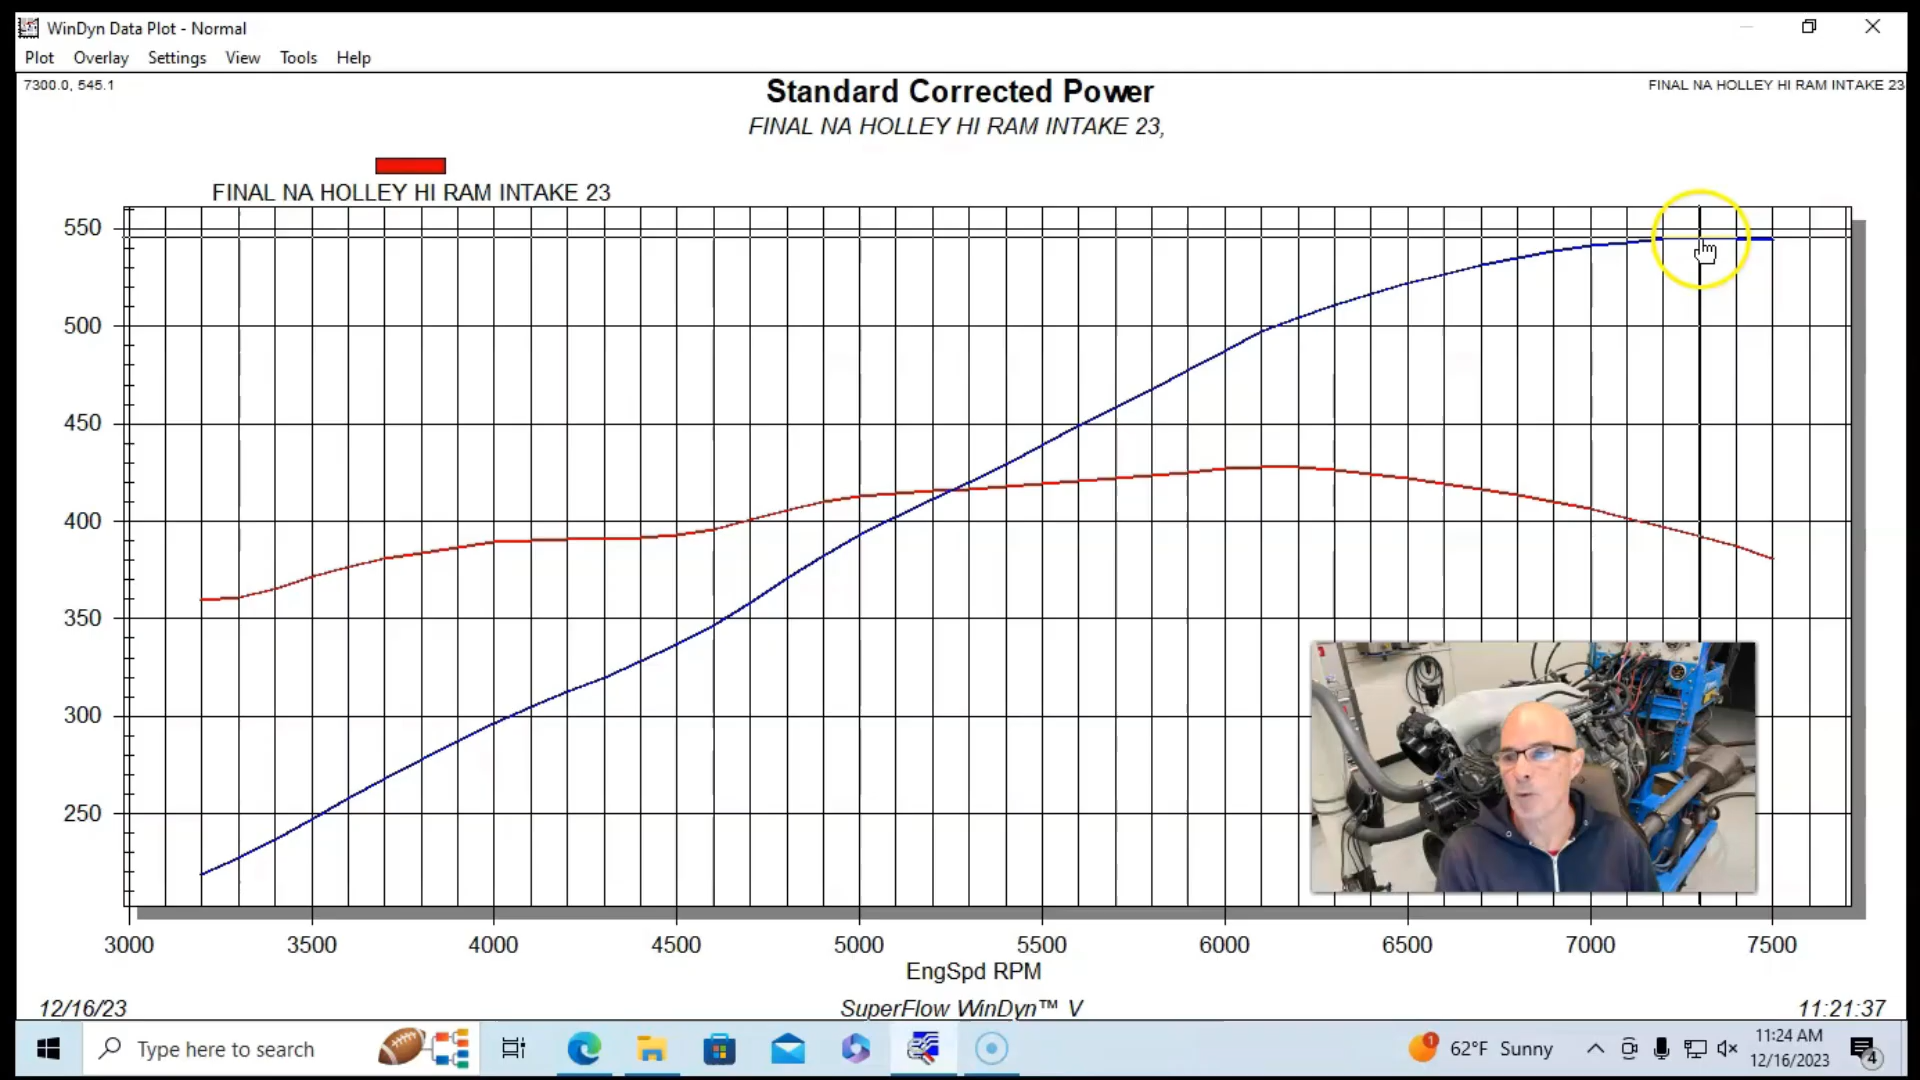 WinDyn Data Plot - Normal
Plot Overlay Settings View Tools Help
7300.0, 545.1
Standard Corrected Power
FINAL NA HOLLEY HI RAM INTAKE 23
FINAL NA HOLLEY HI RAM INTAKE 23,
FINAL NA HOLLEY HI RAM INTAKE 23
550
500
450
400
350
300
250
3000 3500 4000 4500 5000 5500 6000 6500 7000 7500
EngSpd RPM
12/16/23
SuperFlow WinDyn™ V
11:21:37
Type here to search
1
62°F Sunny
11:24 AM
12/16/2023
4